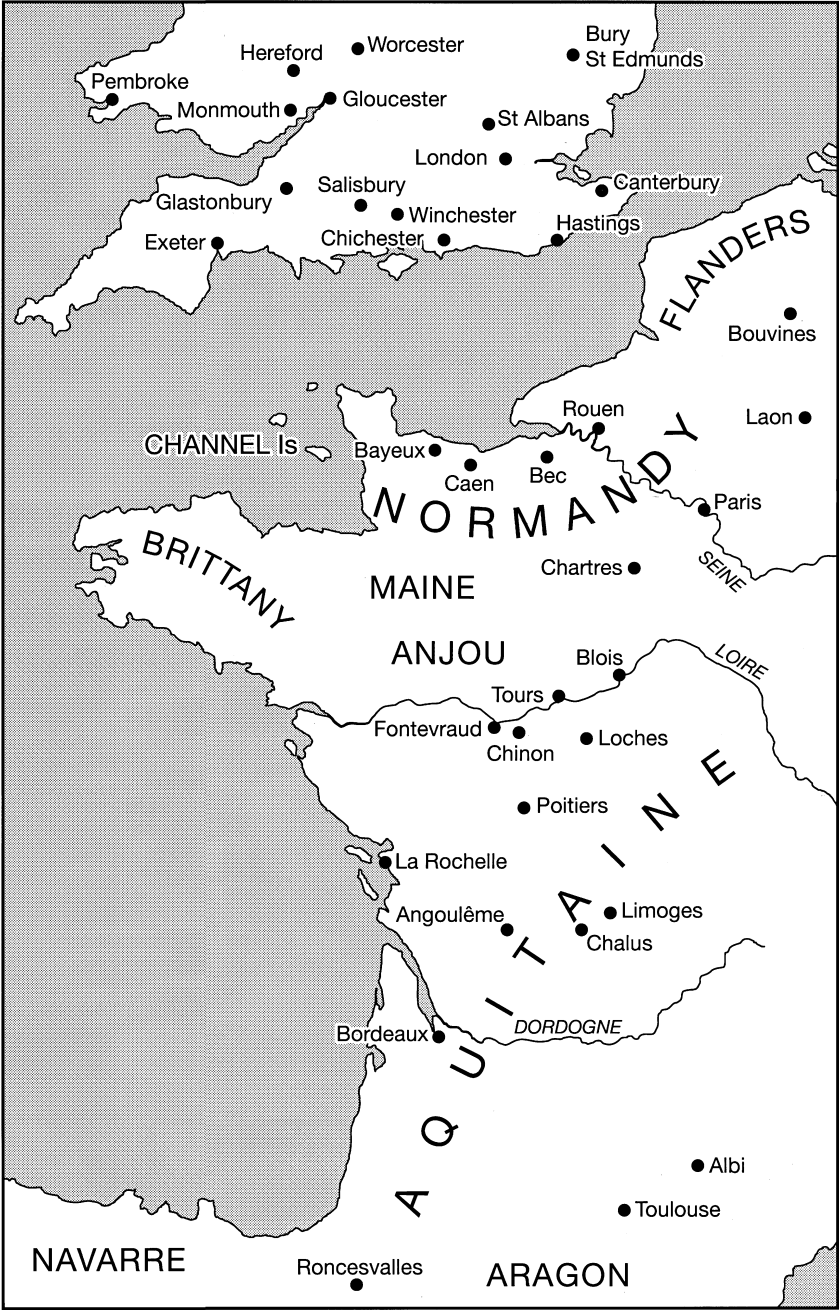 Bury
St Edmunds
Worcester
Hereford
Pembroke
Gloucester
Monmouth
St Albans
London
Canterbury
Salisbury
Glastonbury
Winchester
Hastings
Chichester
Exeter
FLANDERS
Bouvines
Rouen
Laon
CHANNEL Is
Bayeux
Caen
Bec
NORMANDY
Paris
BRITTANY
Chartres
SEINE
MAINE
ANJOU
Blois
LOIRE
Tours
Fontevraud
Chinon
Loches
Poitiers
La Rochelle
Angoulême
Limoges
Chalus
AQUITAINE
Bordeaux
DORDOGNE
Albi
Toulouse
NAVARRE
Roncesvalles
ARAGON